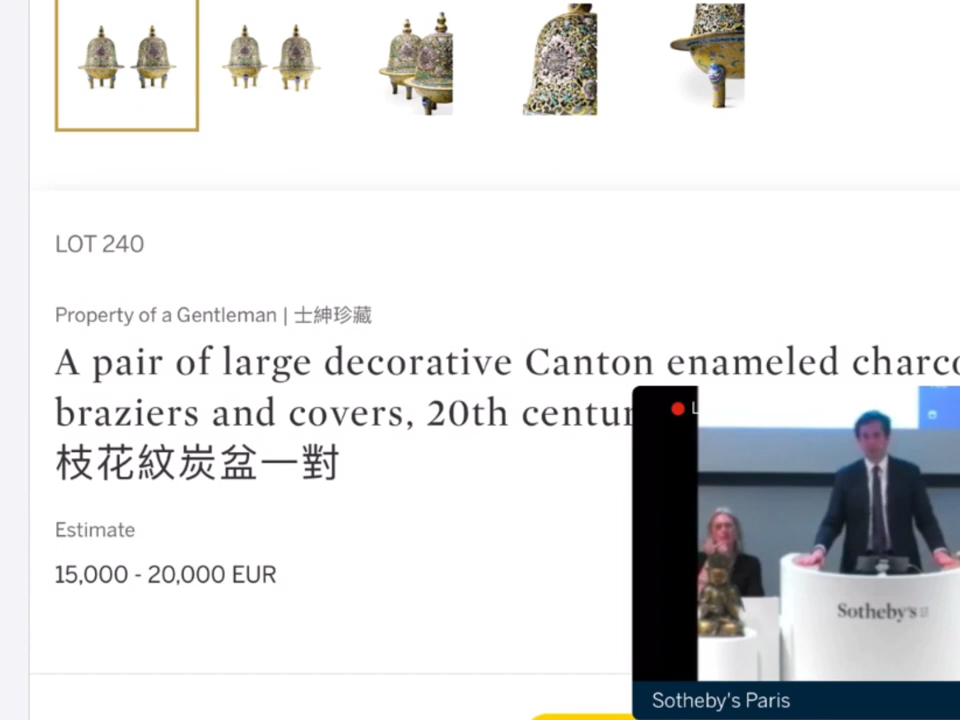 LOT 240
Property of a Gentleman | 士紳珍藏
A pair of large decorative Canton enameled charco
braziers and covers, 20th centur
枝花紋炭盆一對
Estimate
15,000 - 20,000 EUR
L
Sotheby's
Sotheby's Paris